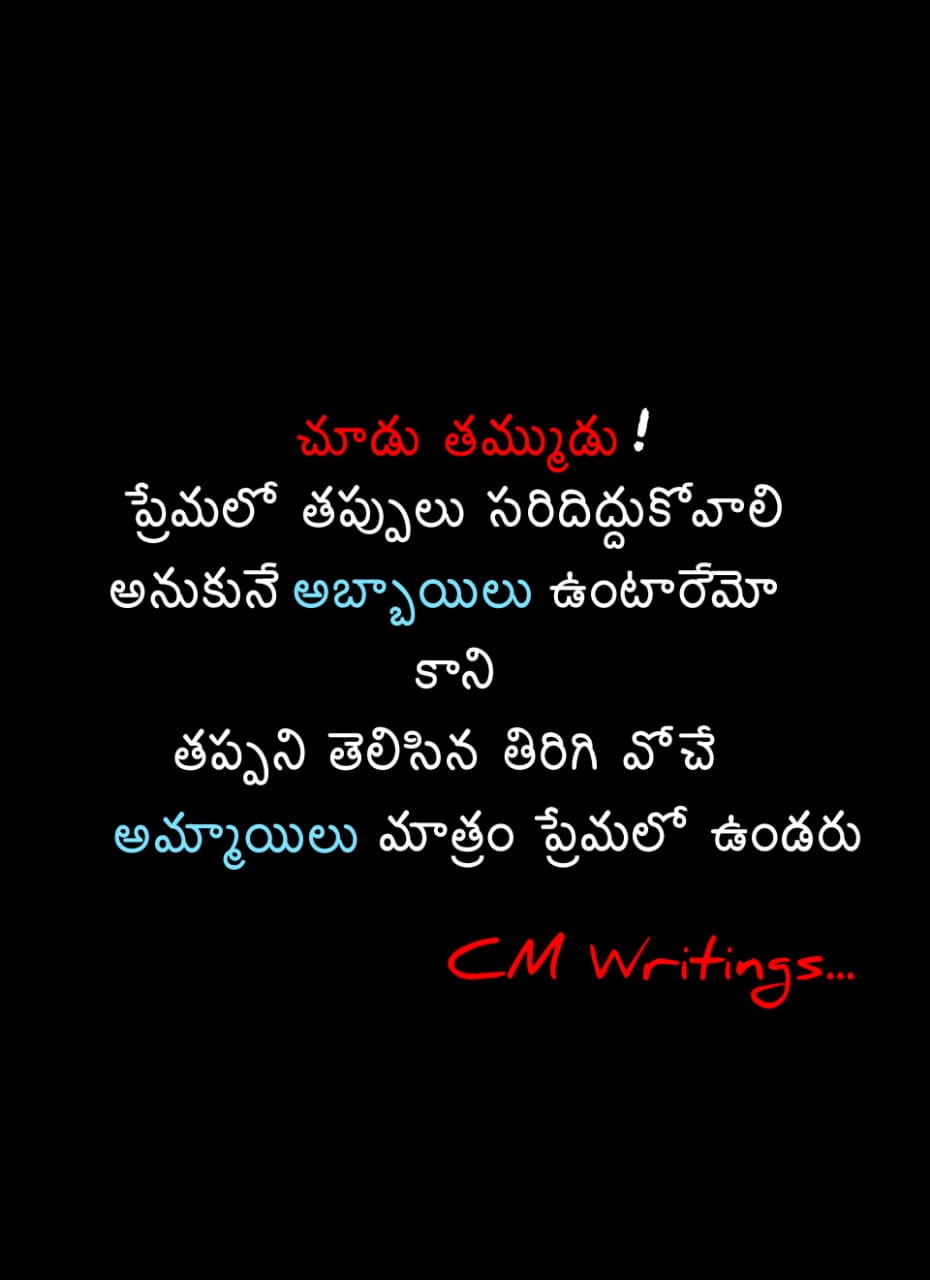 చూడు తమ్ముడు !
ప్రేమలో తప్పులు సరిదిద్దుకోవాలి
అనుకునే అబ్బాయిలు ఉంటారేమో
కాని
తప్పని తెలిసిన తిరిగి వోచే
అమ్మాయిలు మాత్రం ప్రేమలో ఉండరు
CM Writings...